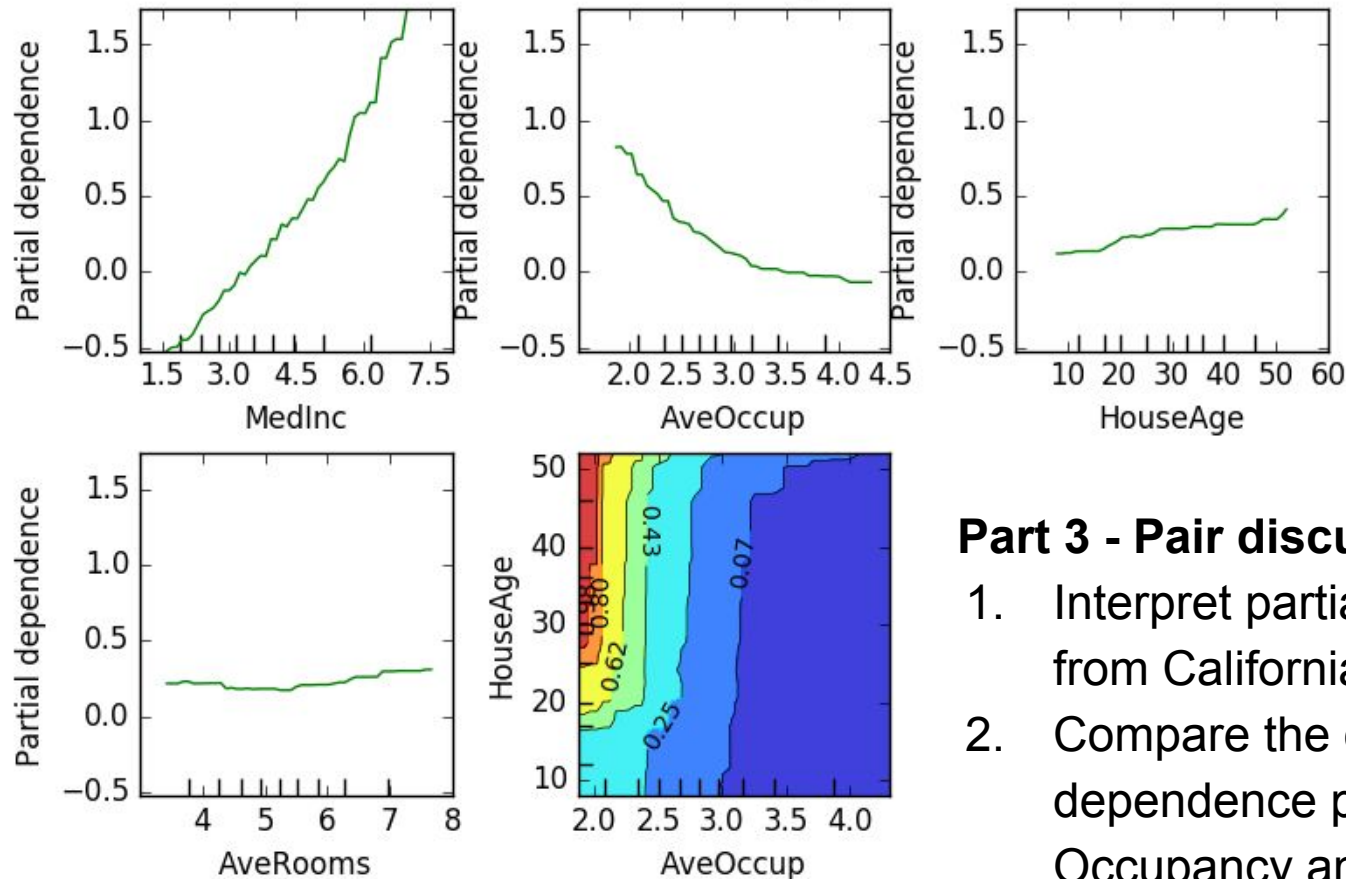 Partial dependence
1.5
1.0
0.5
0.0
−0.5
1.5 3.0 4.5 6.0 7.5
MedInc
Partial dependence
1.5
1.0
0.5
0.0
−0.5
2.0 2.5 3.0 3.5 4.0 4.5
AveOccup
Partial dependence
1.5
1.0
0.5
0.0
−0.5
10 20 30 40 50 60
HouseAge
Partial dependence
1.5
1.0
0.5
0.0
−0.5
4 5 6 7 8
AveRooms
HouseAge
50
40
30
20
10
0.80
0.62
0.43
0.25
0.07
2.0 2.5 3.0 3.5 4.0
AveOccup
Part 3 - Pair
1. Interpret
from
2. Compare the
dependence
Occupancy